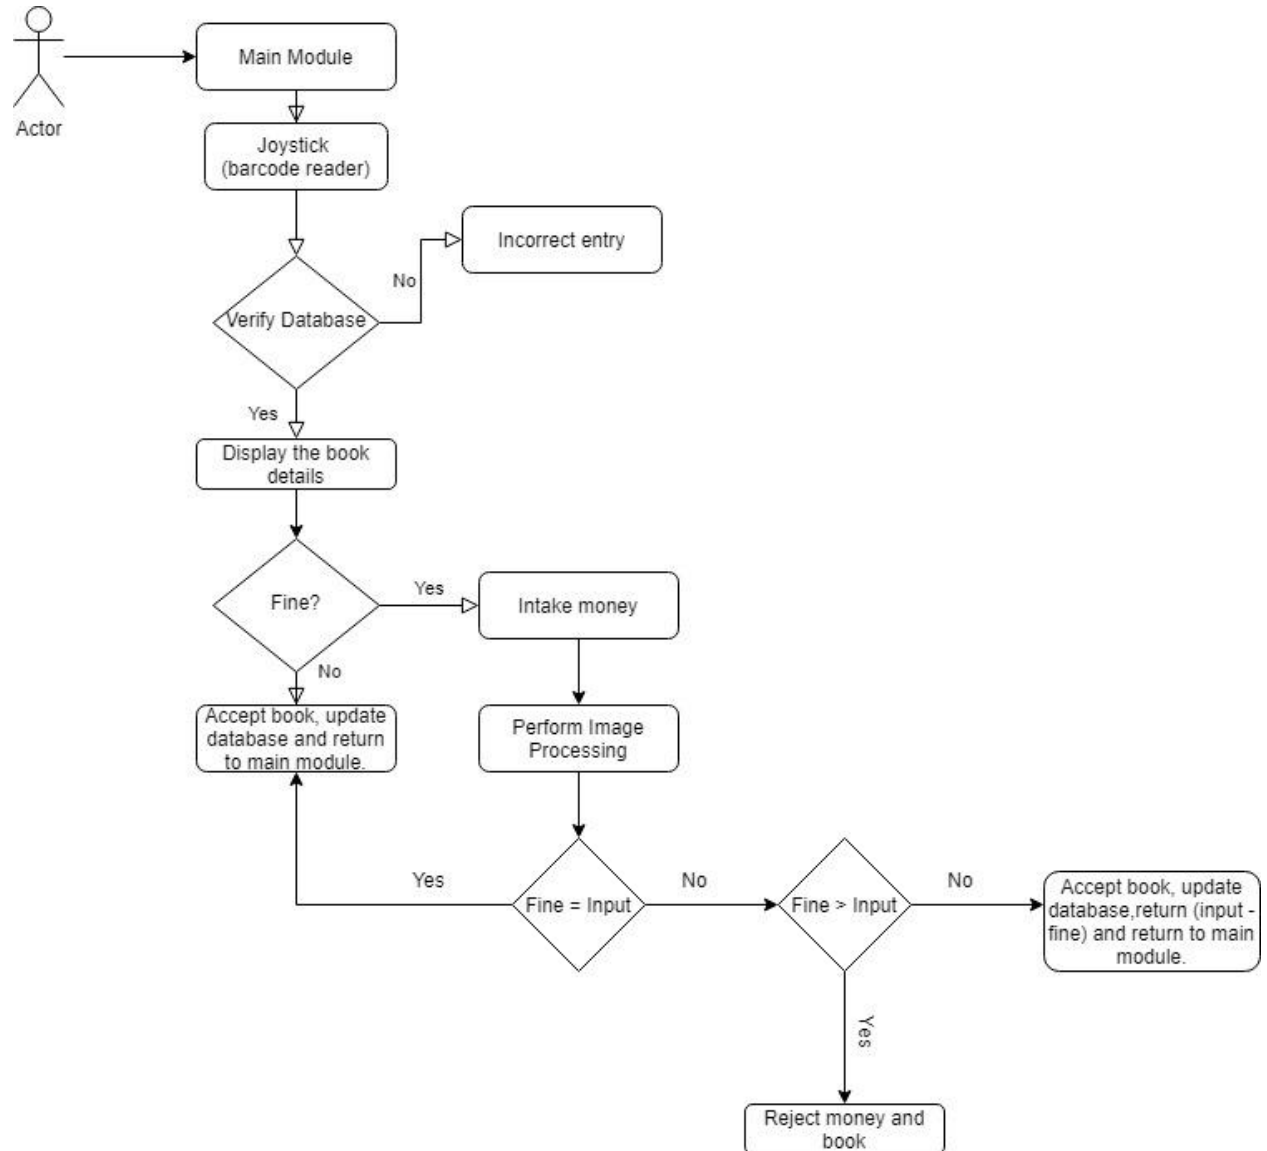 Main Module
Actor
Joystick
(barcode reader)
Incorrect entry
No
Verify Database
Yes
Display the book
details
Fine?
Yes
Intake money
No
Accept book, update
database and return
to main module.
Perform Image
Processing
Yes
Fine = Input
No
Fine > Input
No
Accept book, update
database,return (input -
fine) and return to main
module.
Yes
Reject money and
book